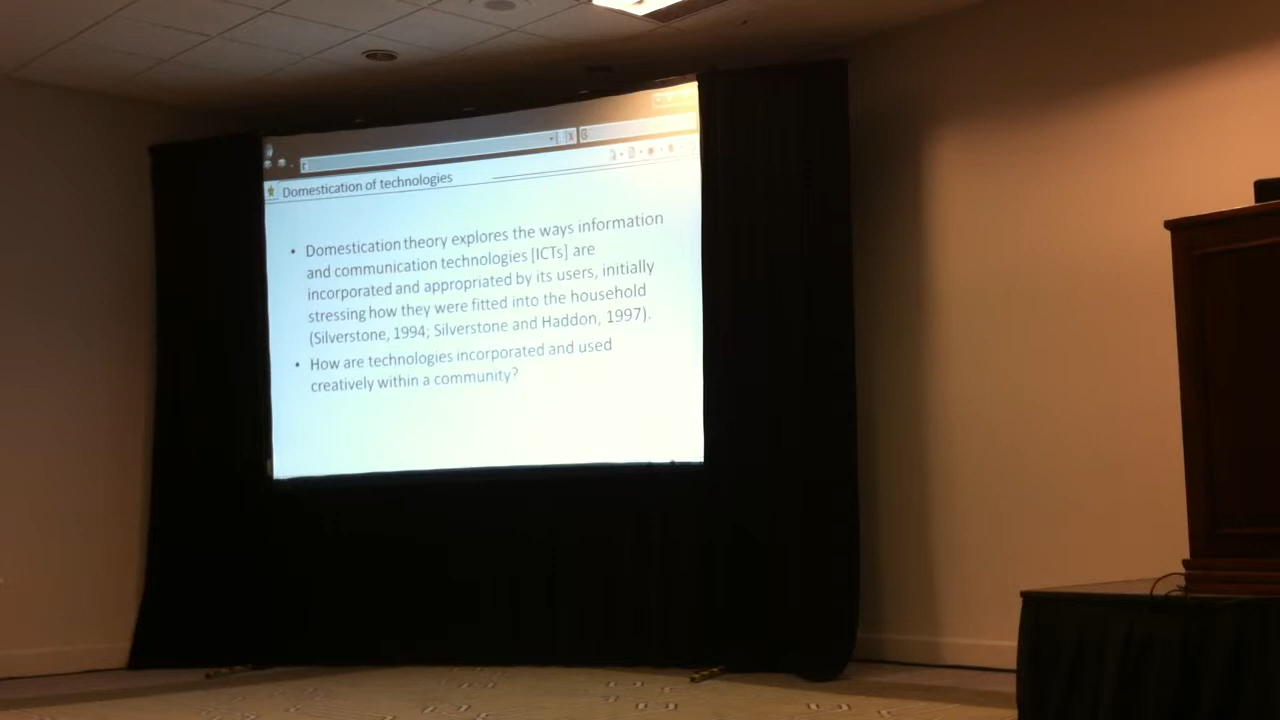 Domestication of technologies
• Domestication theory explores the ways information
and communication technologies [ICTs] are
incorporated and appropriated by its users, initially
stressing how they were fitted into the household
(Silverstone, 1994; Silverstone and Haddon, 1997).
• How are technologies incorporated and used
creatively within a community?